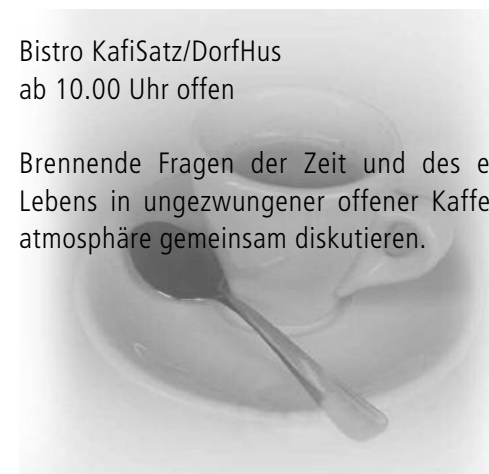 Bistro KafiSatz/DorfHus
ab 10.00 Uhr offen
Brennende Fragen der Zeit und des e
Lebens in ungezwungener offener Kaffe
atmosphäre gemeinsam diskutieren.